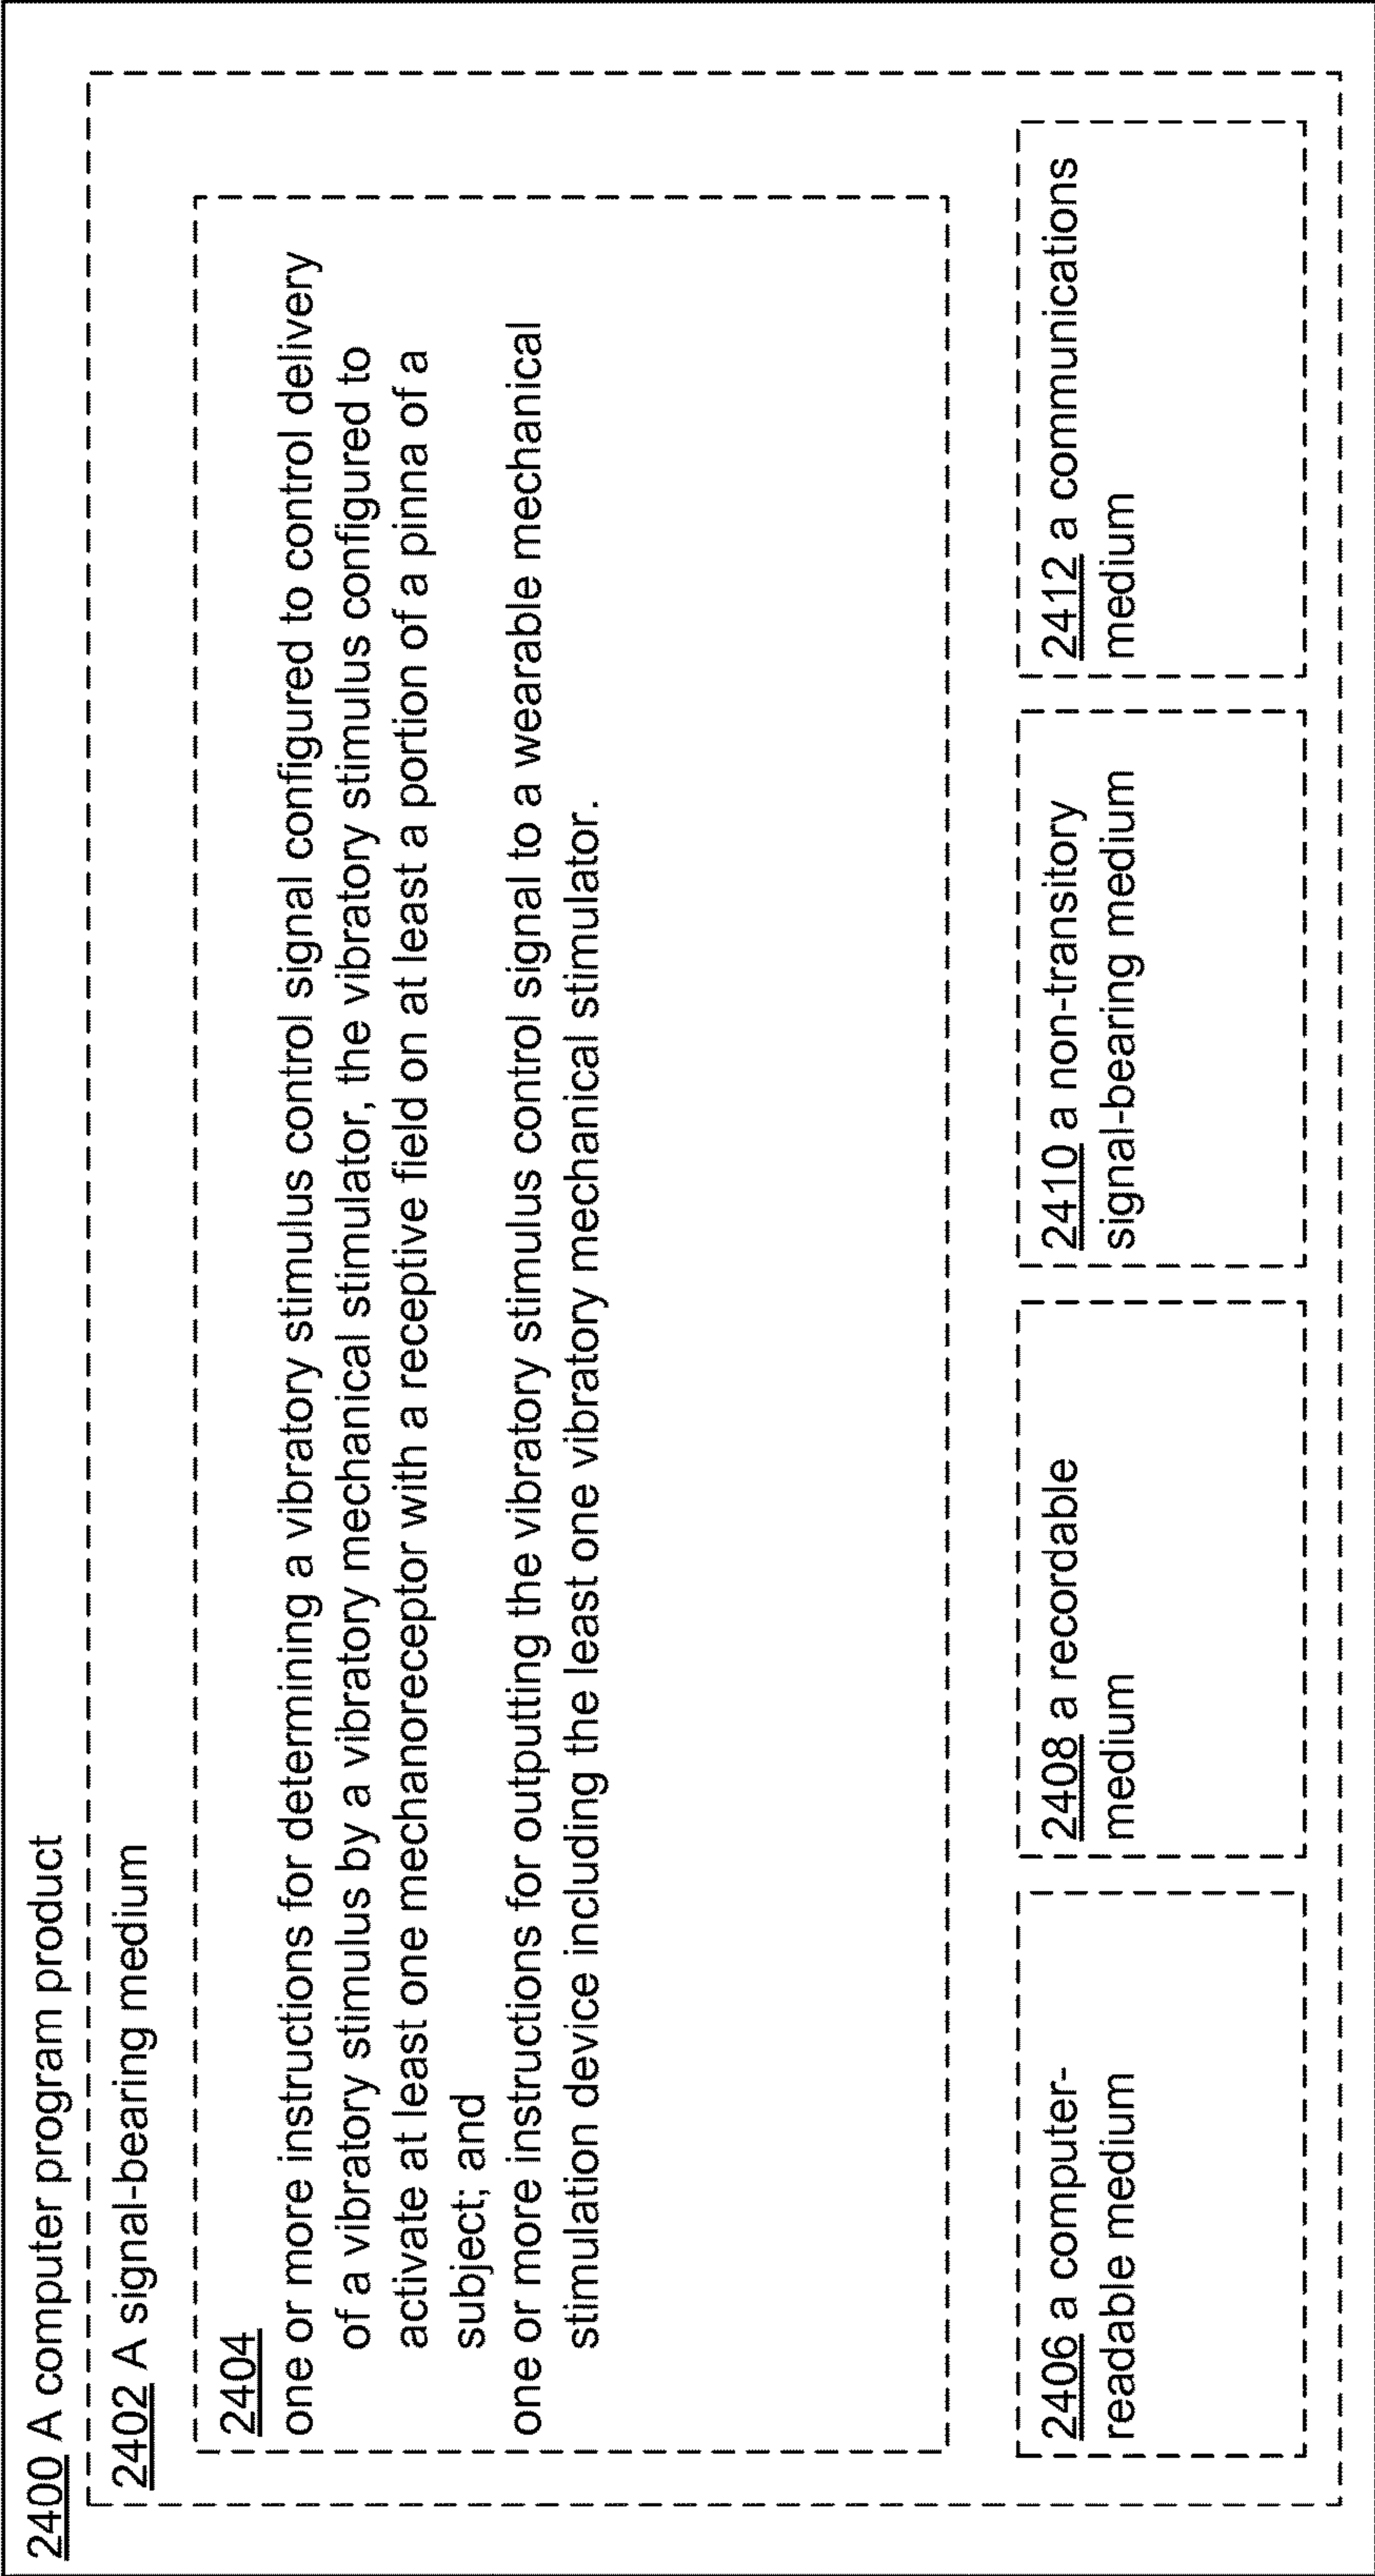 2400 A computer program product
2402 A signal-bearing medium
2404
one or more instructions for determining a vibratory stimulus control signal configured to control delivery
of a vibratory stimulus by a vibratory mechanical stimulator, the vibratory stimulus configured to
activate at least one mechanoreceptor with a receptive field on at least a portion of a pinna of a
subject; and
one or more instructions for outputting the vibratory stimulus control signal to a wearable mechanical
stimulation device including the least one vibratory mechanical stimulator.
2406 a computer-
readable medium
2408 a recordable
medium
2410 a non-transitory
signal-bearing medium
2412 a communications
medium